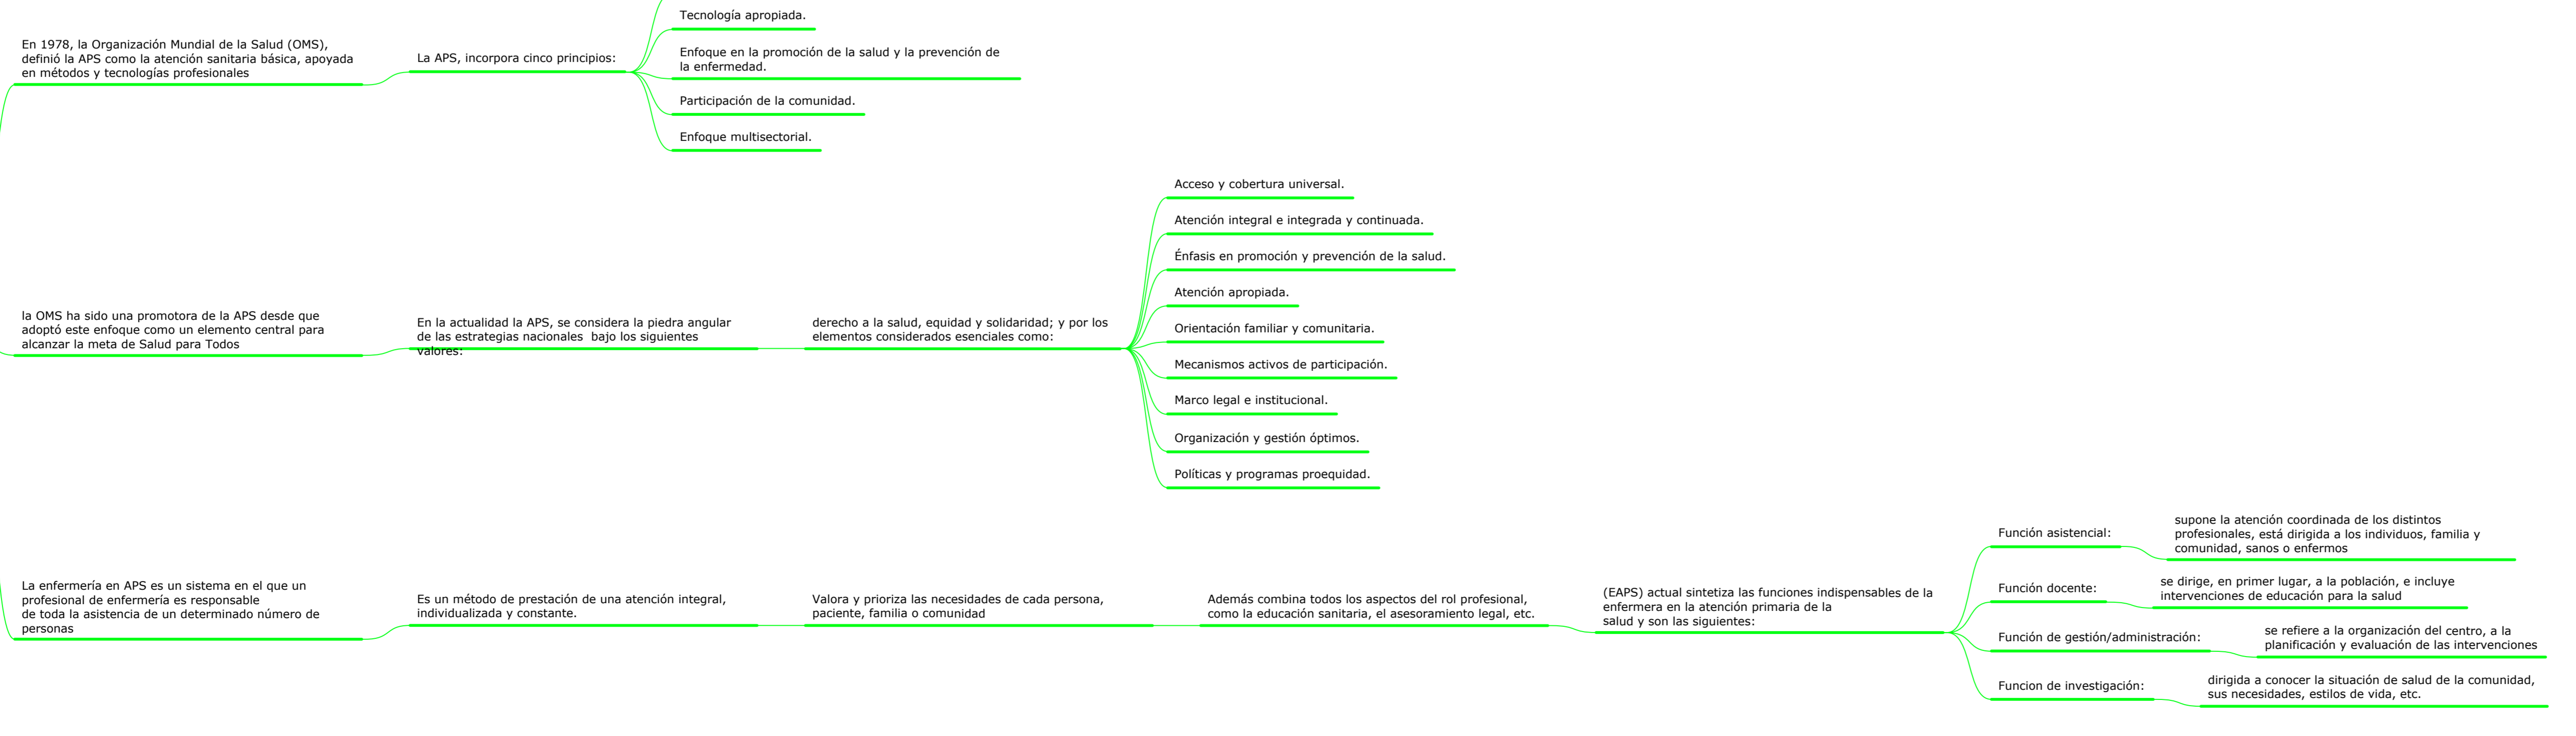 Tecnología apropiada.
En 1978, la Organización Mundial de la Salud (OMS),
definió la APS como la atención sanitaria básica, apoyada
en métodos y tecnologías profesionales
La APS, incorpora cinco principios:
Enfoque en la promoción de la salud y la prevención de
la enfermedad.
Participación de la comunidad.
Enfoque multisectorial.
la OMS ha sido una promotora de la APS desde que
adoptó este enfoque como un elemento central para
alcanzar la meta de Salud para Todos
En la actualidad la APS, se considera la piedra angular
de las estrategias nacionales  bajo los siguientes
valores:
derecho a la salud, equidad y solidaridad; y por los
elementos considerados esenciales como:
Acceso y cobertura universal.
Atención integral e integrada y continuada.
Énfasis en promoción y prevención de la salud.
Atención apropiada.
Orientación familiar y comunitaria.
Mecanismos activos de participación.
Marco legal e institucional.
Organización y gestión óptimos.
Políticas y programas proequidad.
La enfermería en APS es un sistema en el que un
profesional de enfermería es responsable
de toda la asistencia de un determinado número de
personas
Es un método de prestación de una atención integral,
individualizada y constante.
Valora y prioriza las necesidades de cada persona,
paciente, familia o comunidad
Además combina todos los aspectos del rol profesional,
como la educación sanitaria, el asesoramiento legal, etc.
(EAPS) actual sintetiza las funciones indispensables de la
enfermera en la atención primaria de la
salud y son las siguientes:
Función asistencial:
supone la atención coordinada de los distintos
profesionales, está dirigida a los individuos, familia y
comunidad, sanos o enfermos
Función docente:
se dirige, en primer lugar, a la población, e incluye
intervenciones de educación para la salud
Función de gestión/administración:
se refiere a la organización del centro, a la
planificación y evaluación de las intervenciones
Funcion de investigación:
dirigida a conocer la situación de salud de la comunidad,
sus necesidades, estilos de vida, etc.